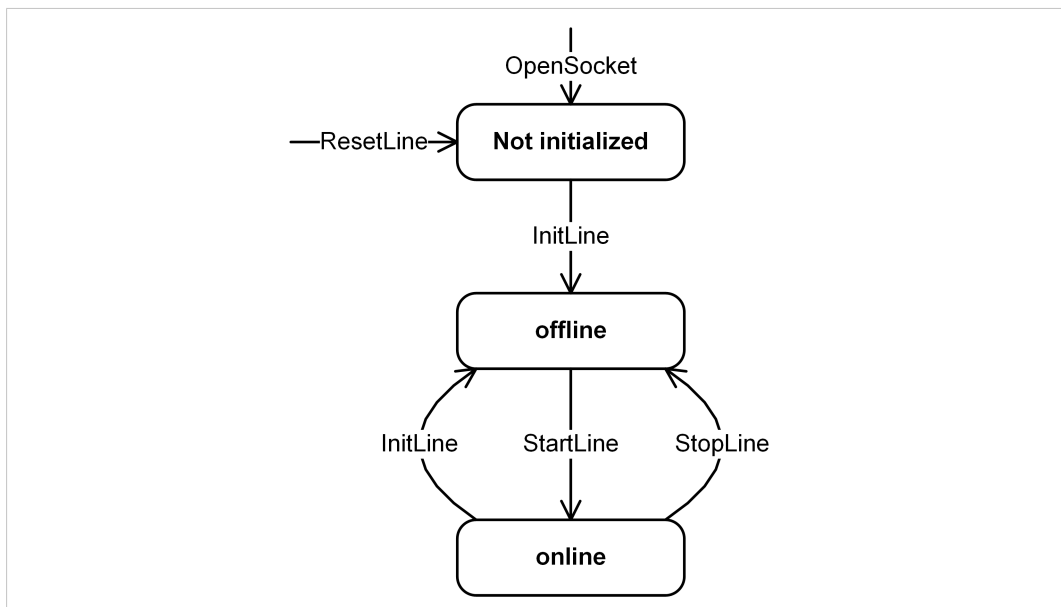 OpenSocket
ResetLine
Not initialized
InitLine
offline
InitLine
StartLine
StopLine
online